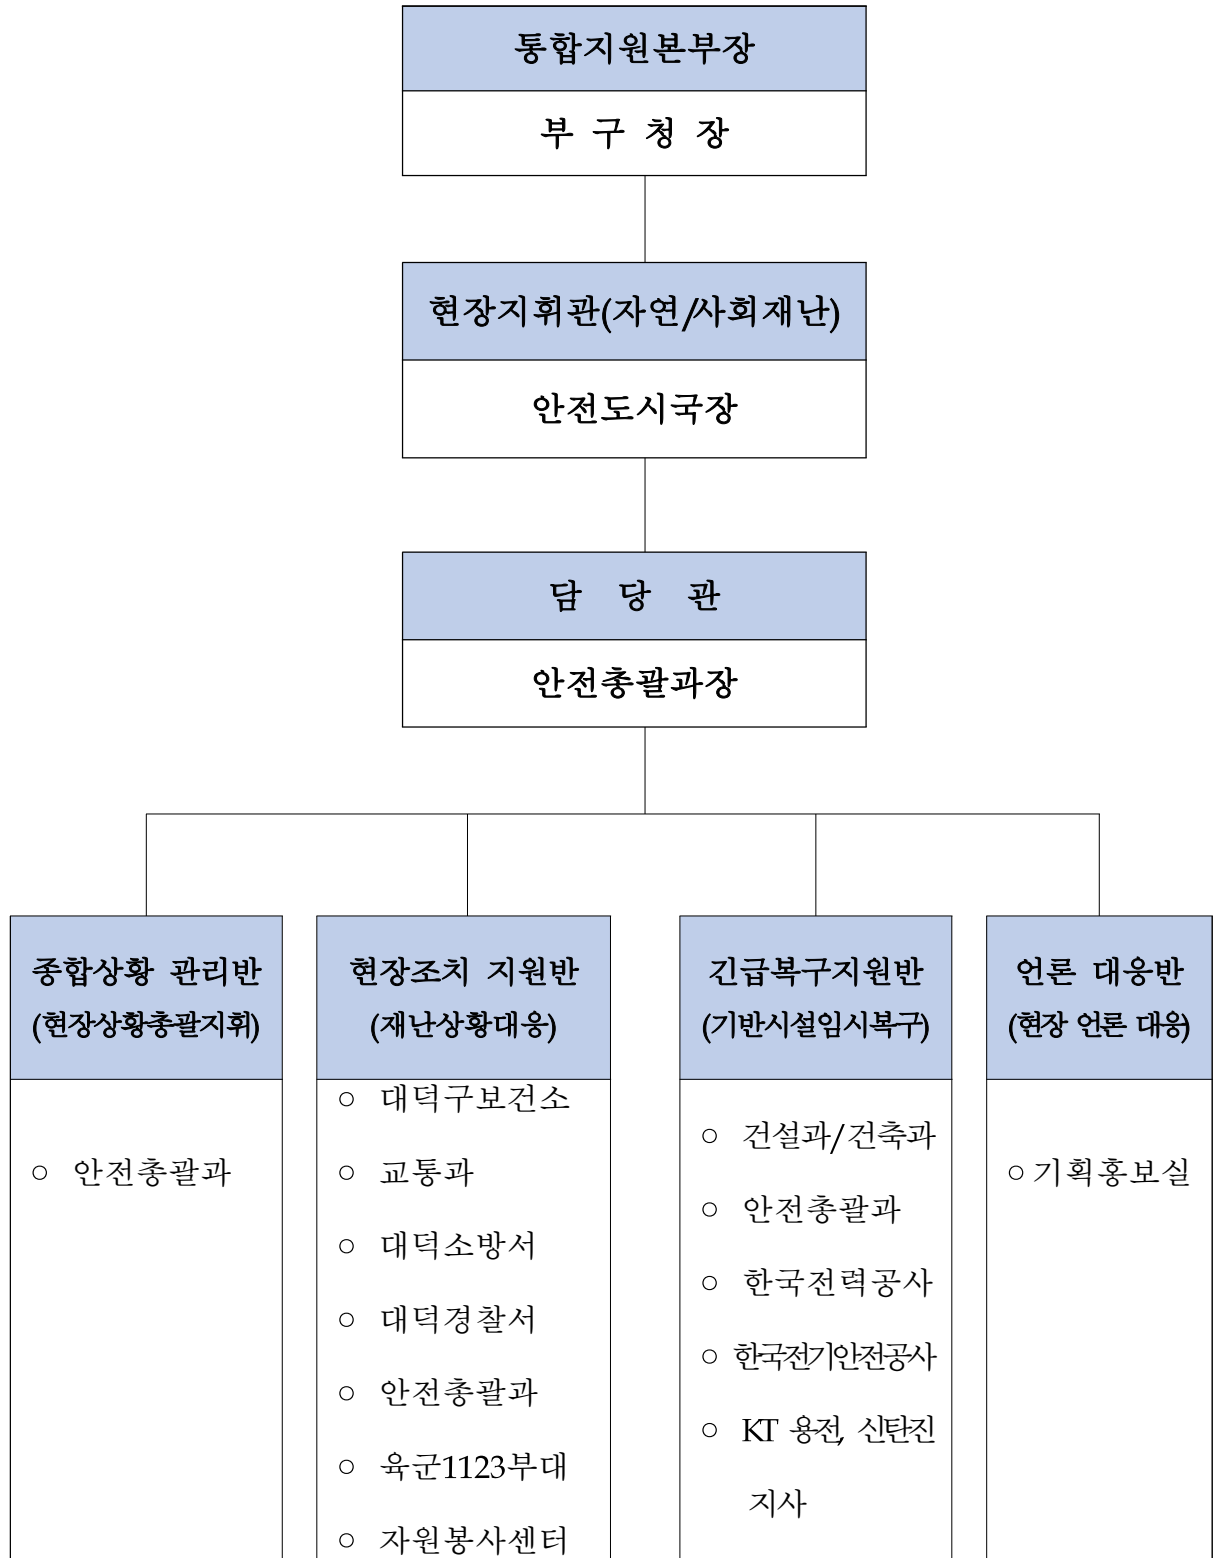 통합지원본부장
부 구 청 장
현장지휘관(자연/사회재난)
안전도시국장
담 당 관
안전총괄과장
종합상황 관리반
(현장상황총괄지휘)
○ 안전총괄과
현장조치 지원반
(재난상황대응)
○ 대덕구보건소
○ 교통과
○ 대덕소방서
○ 대덕경찰서
○ 안전총괄과
○ 육군1123부대
○ 자원봉사센터
긴급복구지원반
(기반시설임시복구)
○ 건설과/건축과
○ 안전총괄과
○ 한국전력공사
○ 한국전기안전공사
○ KT 용전, 신탄진
지사
언론 대응반
(현장 언론 대응)
○ 기획홍보실